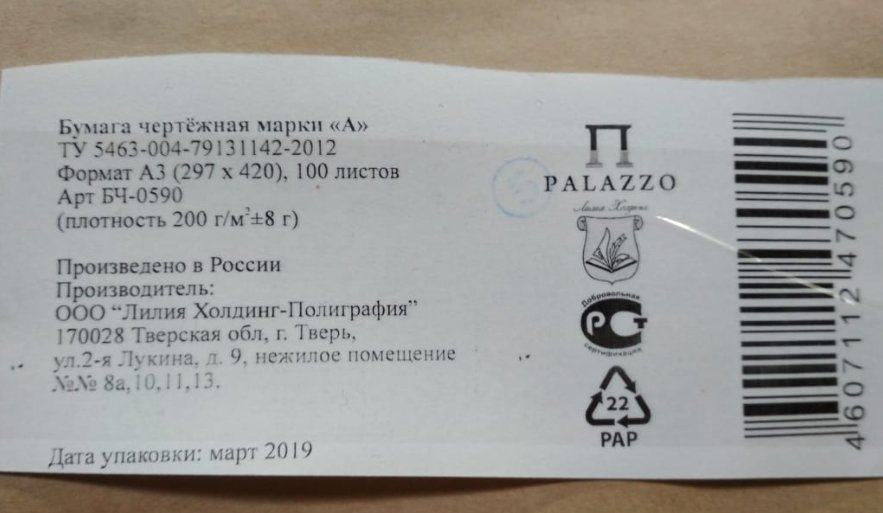 Бумага чертёжная марки «А»
ТУ 5463-004-79131142-2012
Формат А3 (297 х 420), 100 листов
Арт БЧ-0590
(плотность 200 г/м²±8 г)
Произведено в России
Производитель:
ООО “Лилия Холдинг-Полиграфия”
170028 Тверская обл, г. Тверь,
ул.2-я Лукина, д. 9, нежилое помещение
№№ 8а,10,11,13.
Дата упаковки: март 2019
PALAZZO
Лилия Холдинг
Добровольная
РСТ
сертификация
22
PAP
4607112470590